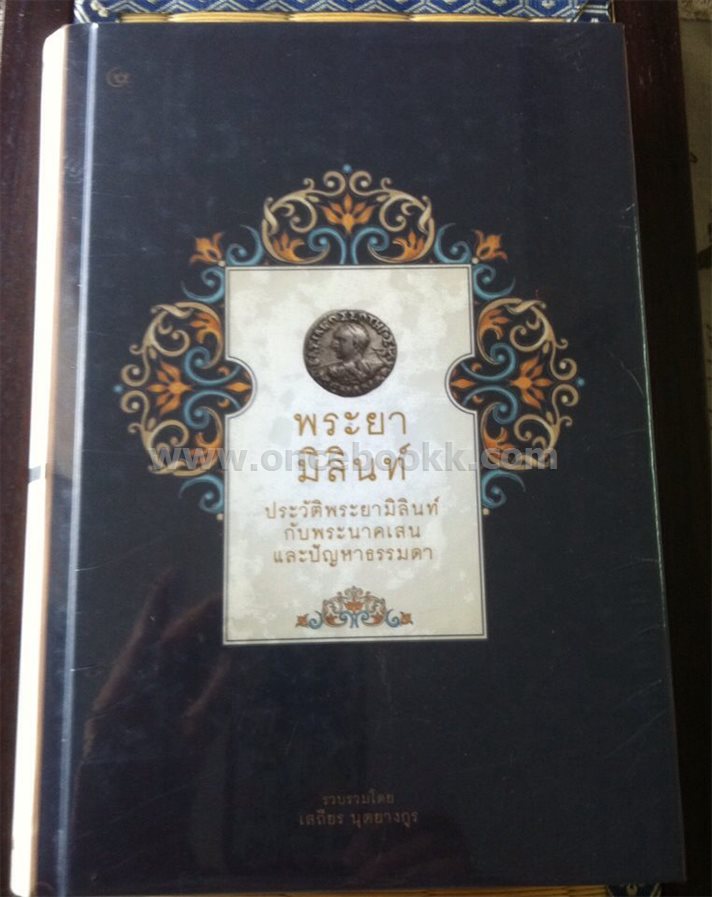 พระยา
มิลินท์
www.oncebookk.com
ประวัติพระยามิลินท์
กับพระนาคเสน
และปัญหาธรรมดา
รวบรวมโดย
เสถียร นุตยางกูร